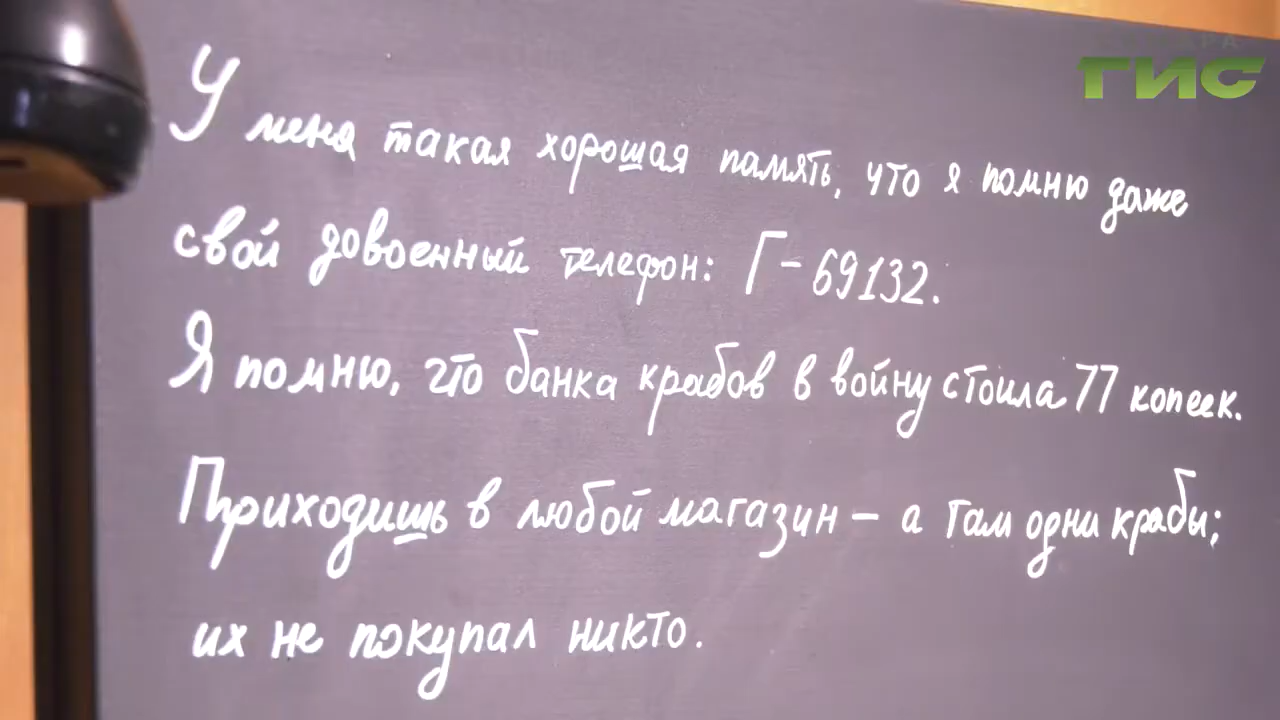 ГИС
У меня такая хорошая память, что я помню даже
свой довоенный телефон: Г-69132.
Я помню, что банка крабов в войну стоила 77 копеек.
Приходишь в любой магазин - а там одни крабы;
их не покупал никто.